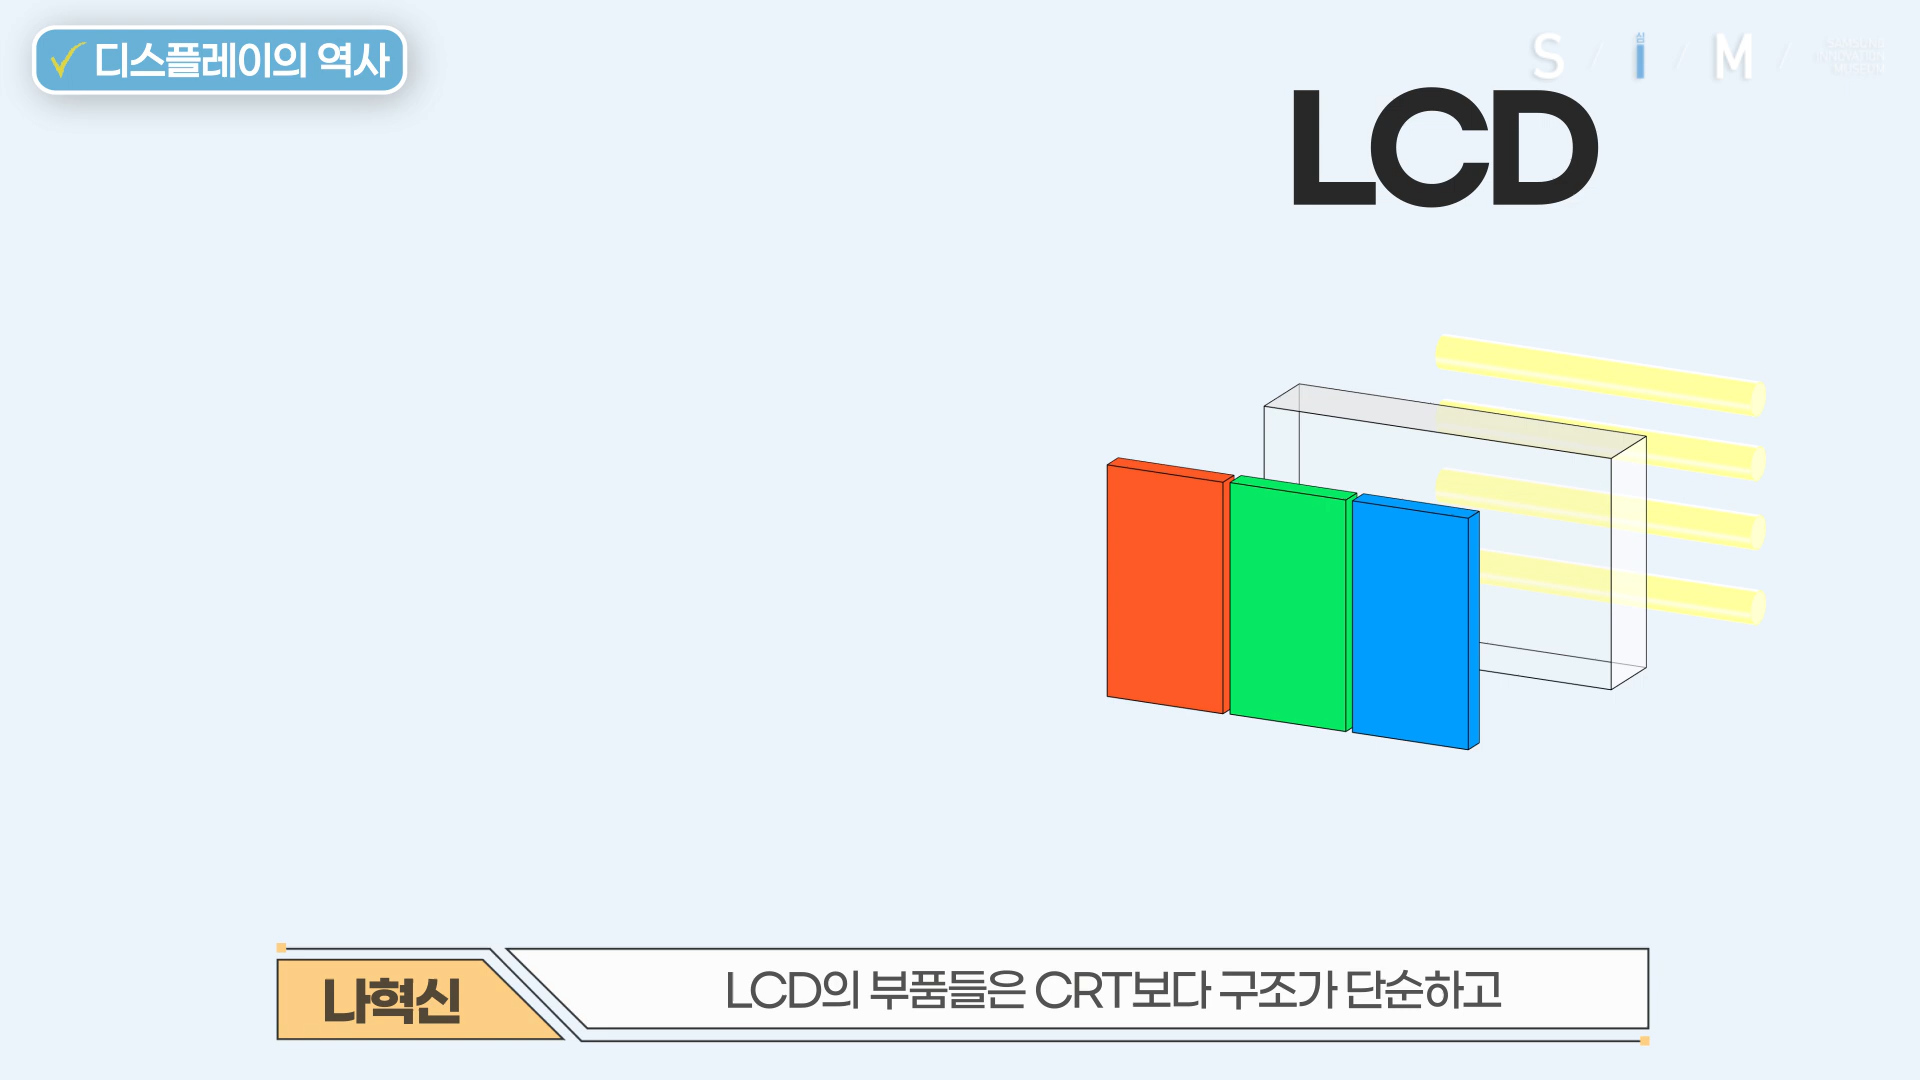 디스플레이의 역사
S / i / M /
심
LCD
나혁신
LCD의 부품들은 CRT보다 구조가 단순하고